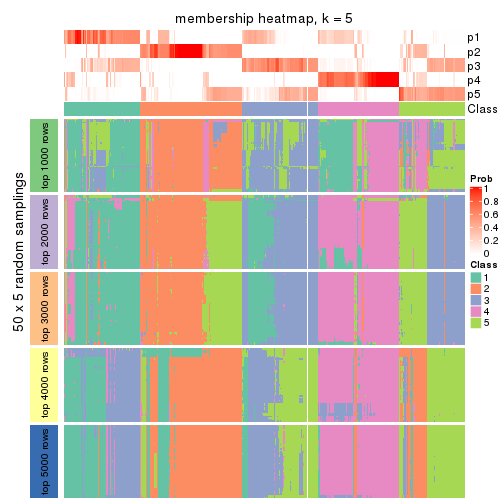 membership heatmap, k = 5
p1
p2
p3
p4
p5
Class
50 x 5 random samplings
top 1000 rows
top 2000 rows
top 3000 rows
top 4000 rows
top 5000 rows
Prob
1
0.8
0.6
0.4
0.2
0
Class
1
2
3
4
5